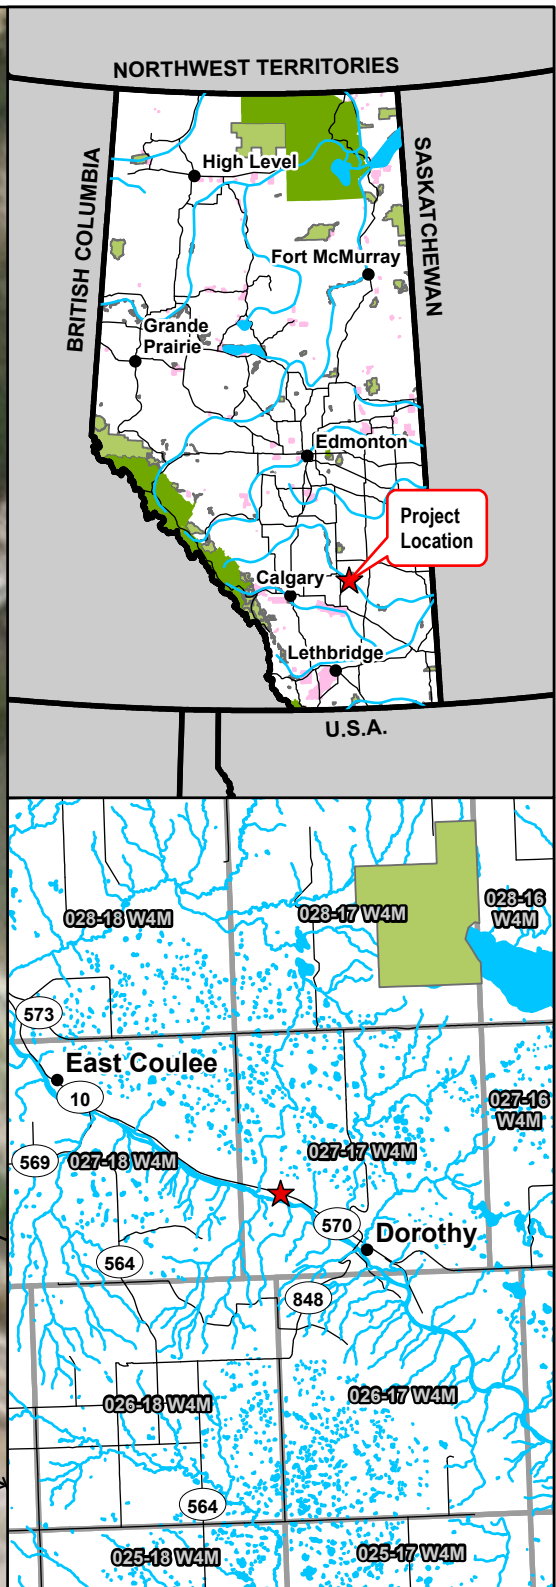 NORTHWEST TERRITORIES
BRITISH COLUMBIA
SASKATCHEWAN
High Level
Fort McMurray
Grande
Prairie
Edmonton
Project
Location
Calgary
Lethbridge
U.S.A.
028-18 W4M
028-17 W4M
028-16
W4M
573
East Coulee
10
027-16
W4M
569
027-18 W4M
027-17 W4M
570
Dorothy
564
848
026-18 W4M
026-17 W4M
564
025-18 W4M
025-17 W4M